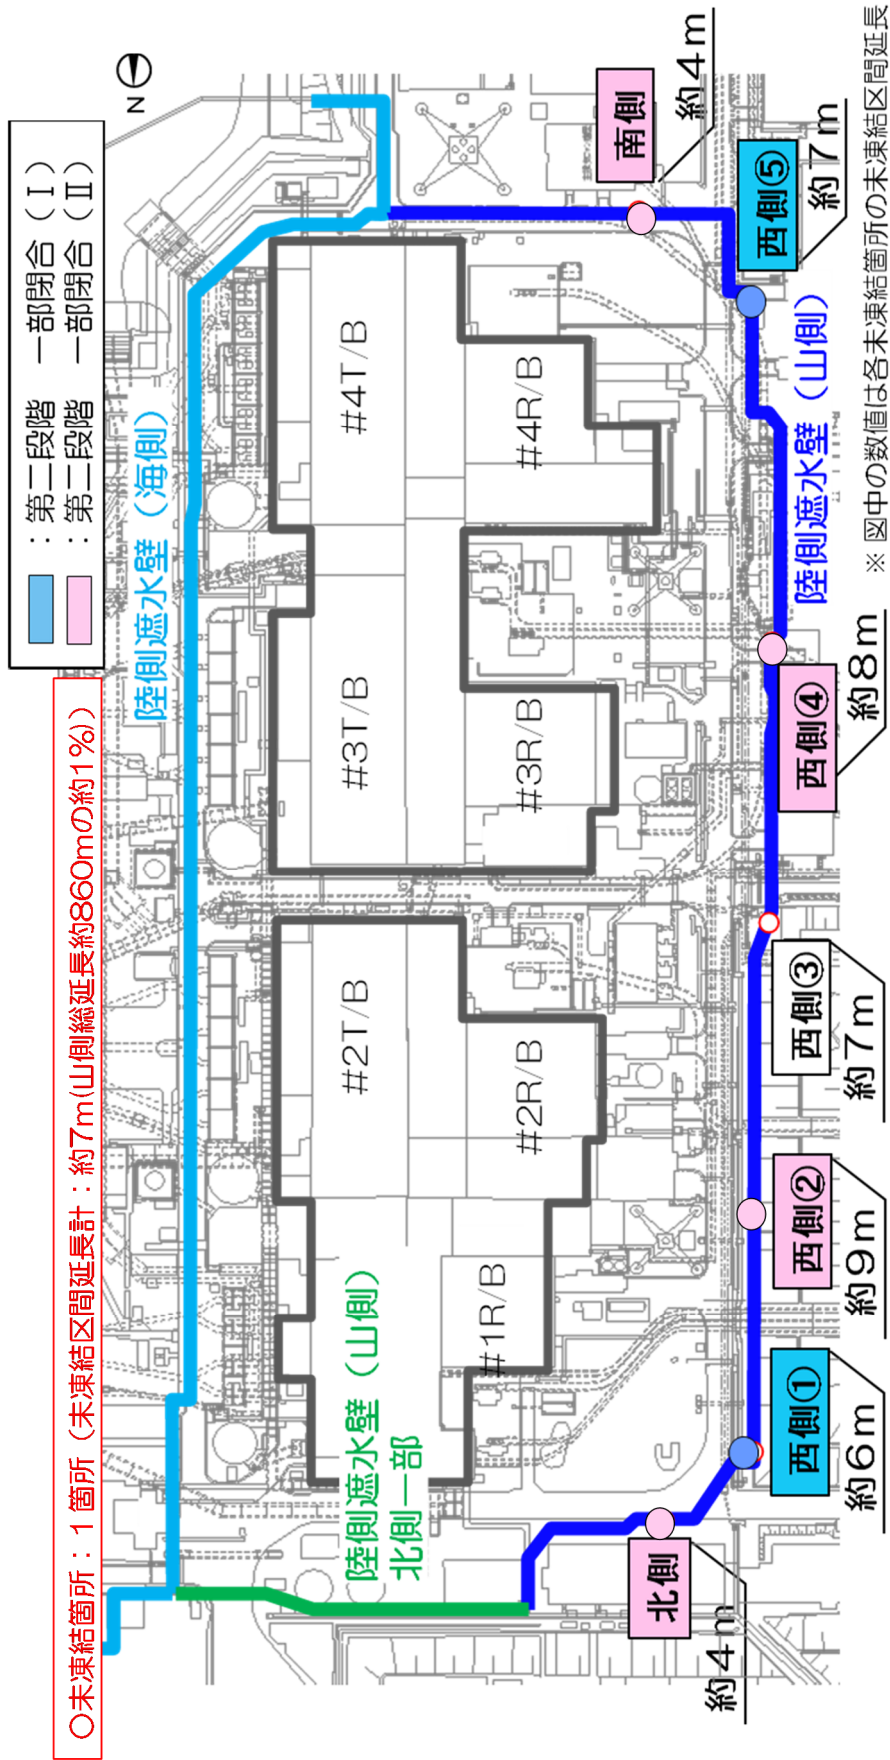 ：第二段階　一部閉合（Ⅰ）
：第二段階　一部閉合（Ⅱ）
N
〇未凍結箇所：１箇所（未凍結区間延長計：約7m(山側総延長約860mの約1%)）
陸側遮水壁（海側）
#2T/B
#3T/B
#4T/B
#1R/B
#2R/B
#3R/B
#4R/B
陸側遮水壁（山側）
北側一部
陸側遮水壁（山側）
北側
約4m
西側①
約6m
西側②
約9m
西側③
約7m
西側④
約8m
西側⑤
約7m
南側
約4m
※ 図中の数値は各未凍結箇所の未凍結区間延長